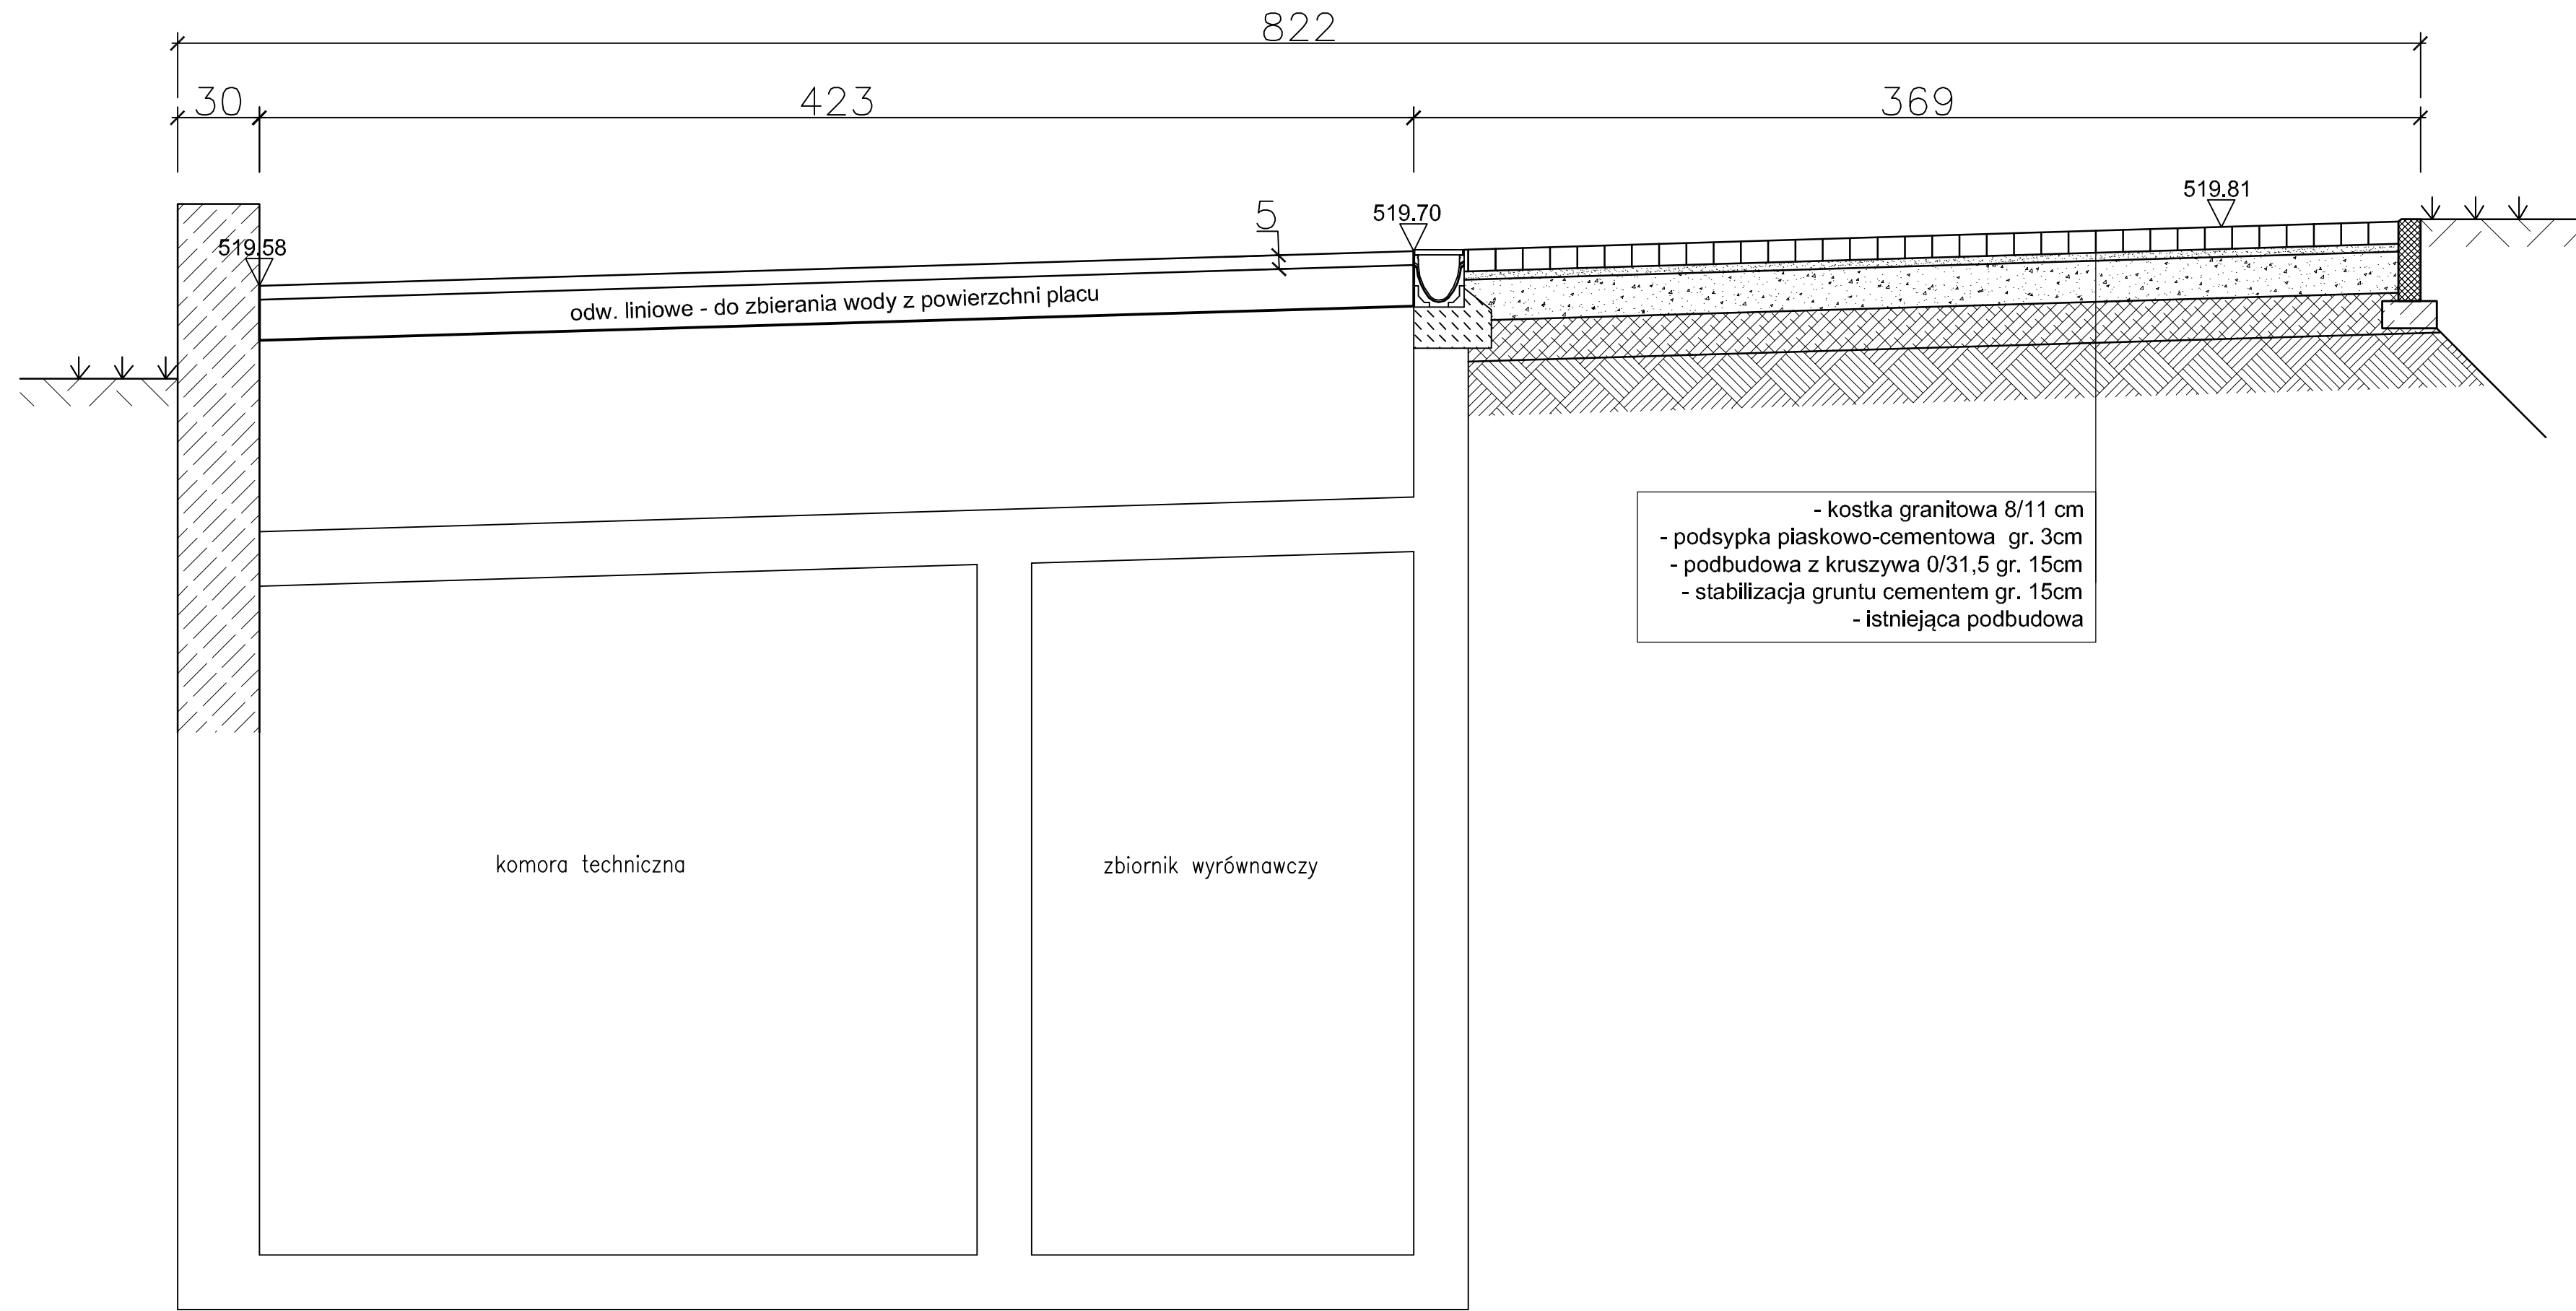 822
30
423
369
519.81
5
519.70
519.58
odw. liniowe - do zbierania wody z powierzchni placu
- kostka granitowa 8/11 cm
- podsypka piaskowo-cementowa gr. 3cm
- podbudowa z kruszywa 0/31,5 gr. 15cm
- stabilizacja gruntu cementem gr. 15cm
- istniejąca podbudowa
komora techniczna
zbiornik wyrównawczy